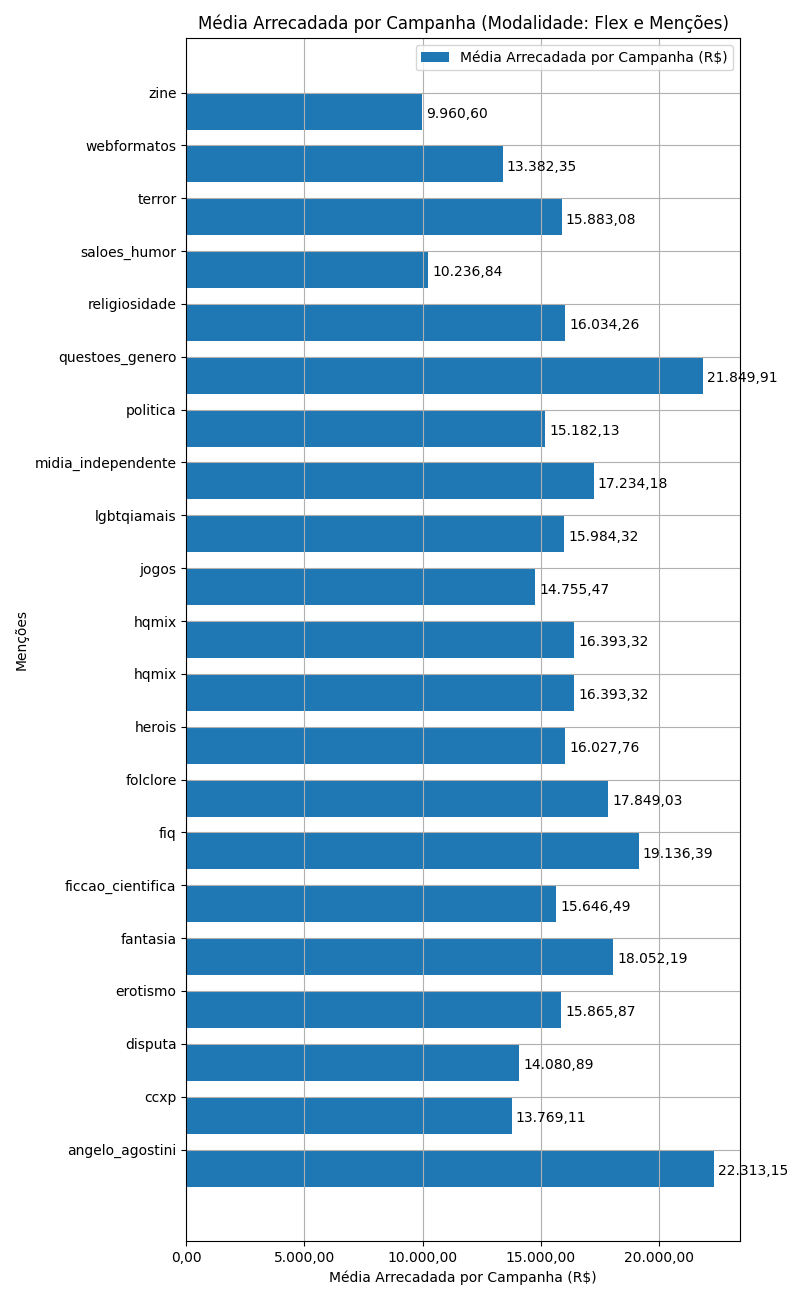 Média Arrecadada por Campanha (Modalidade: Flex e Menções)
Média Arrecadada por Campanha (R$)
zine
9.960,60
webformatos
13.382,35
terror
15.883,08
saloes_humor
10.236,84
religiosidade
16.034,26
questoes_genero
21.849,91
politica
15.182,13
midia_independente
17.234,18
lgbtqiamais
15.984,32
jogos
14.755,47
hqmix
16.393,32
hqmix
16.393,32
herois
16.027,76
folclore
17.849,03
fiq
19.136,39
ficcao_cientifica
15.646,49
fantasia
18.052,19
erotismo
15.865,87
disputa
14.080,89
ccxp
13.769,11
angelo_agostini
22.313,15
Menções
0,00 5.000,00 10.000,00 15.000,00 20.000,00
Média Arrecadada por Campanha (R$)